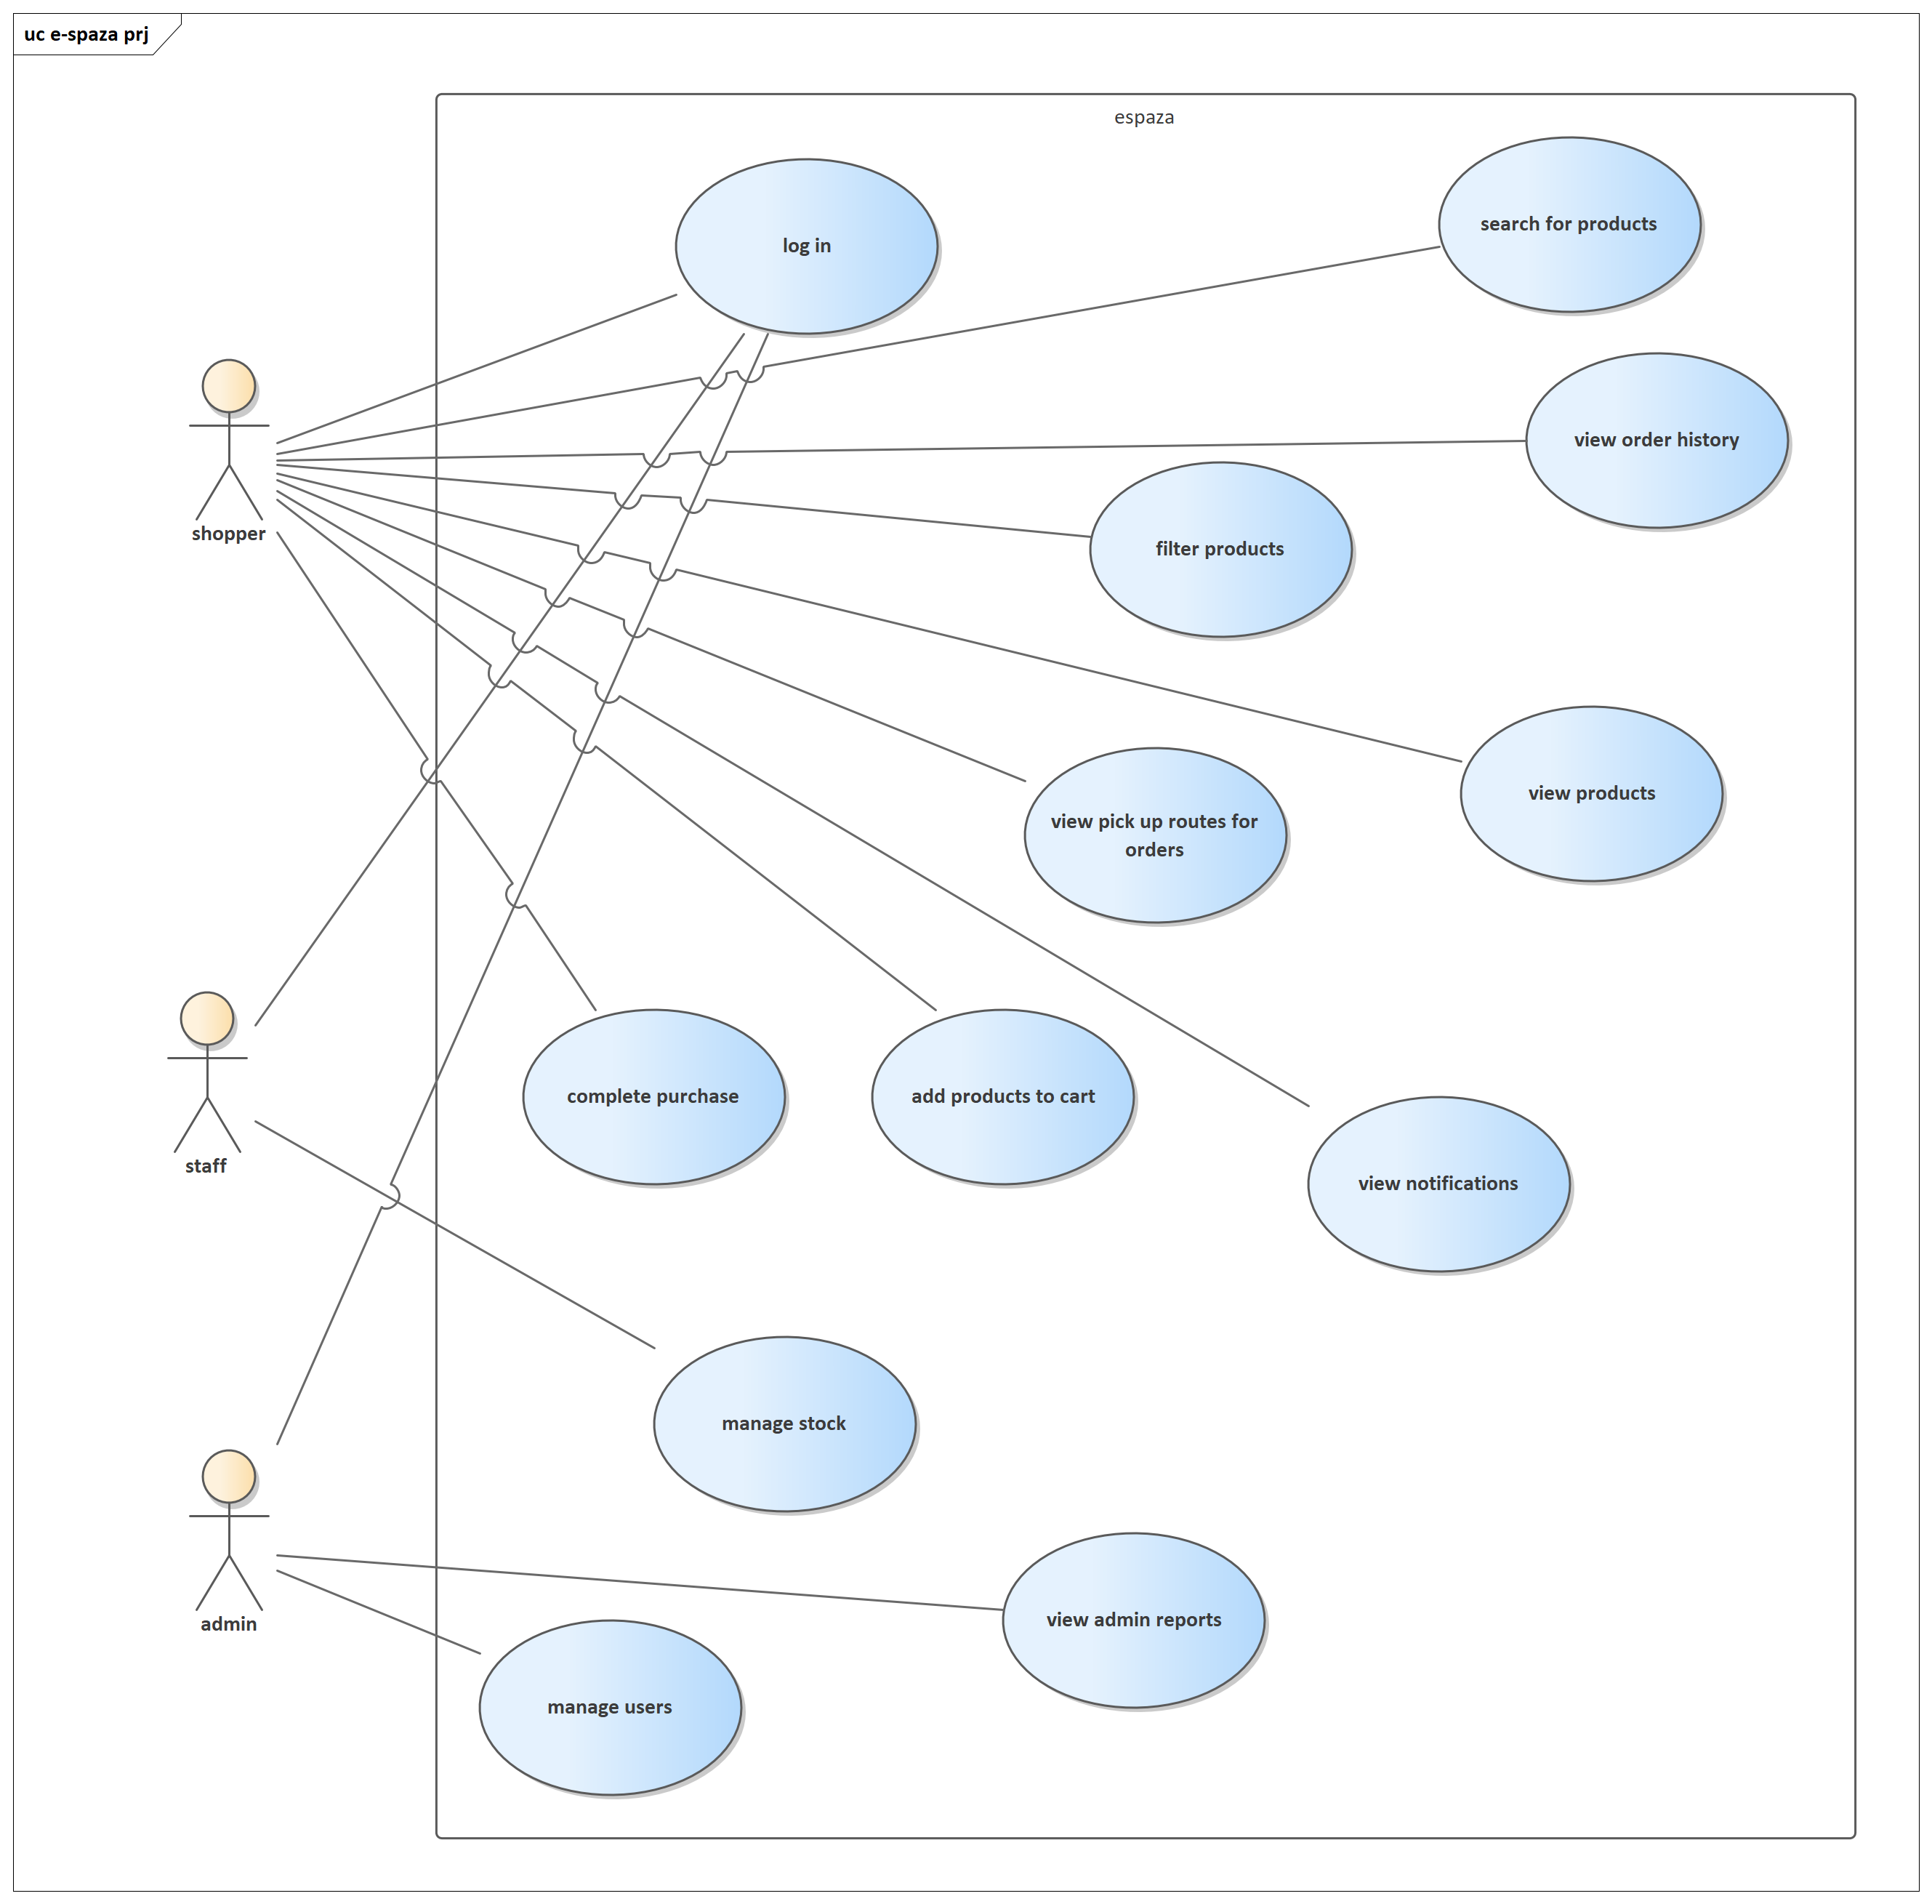 uc e-spaza prj
espaza
log in
search for products
view order history
shopper
filter products
view products
view pick up routes for
orders
complete purchase
add products to cart
staff
view notifications
manage stock
admin
view admin reports
manage users